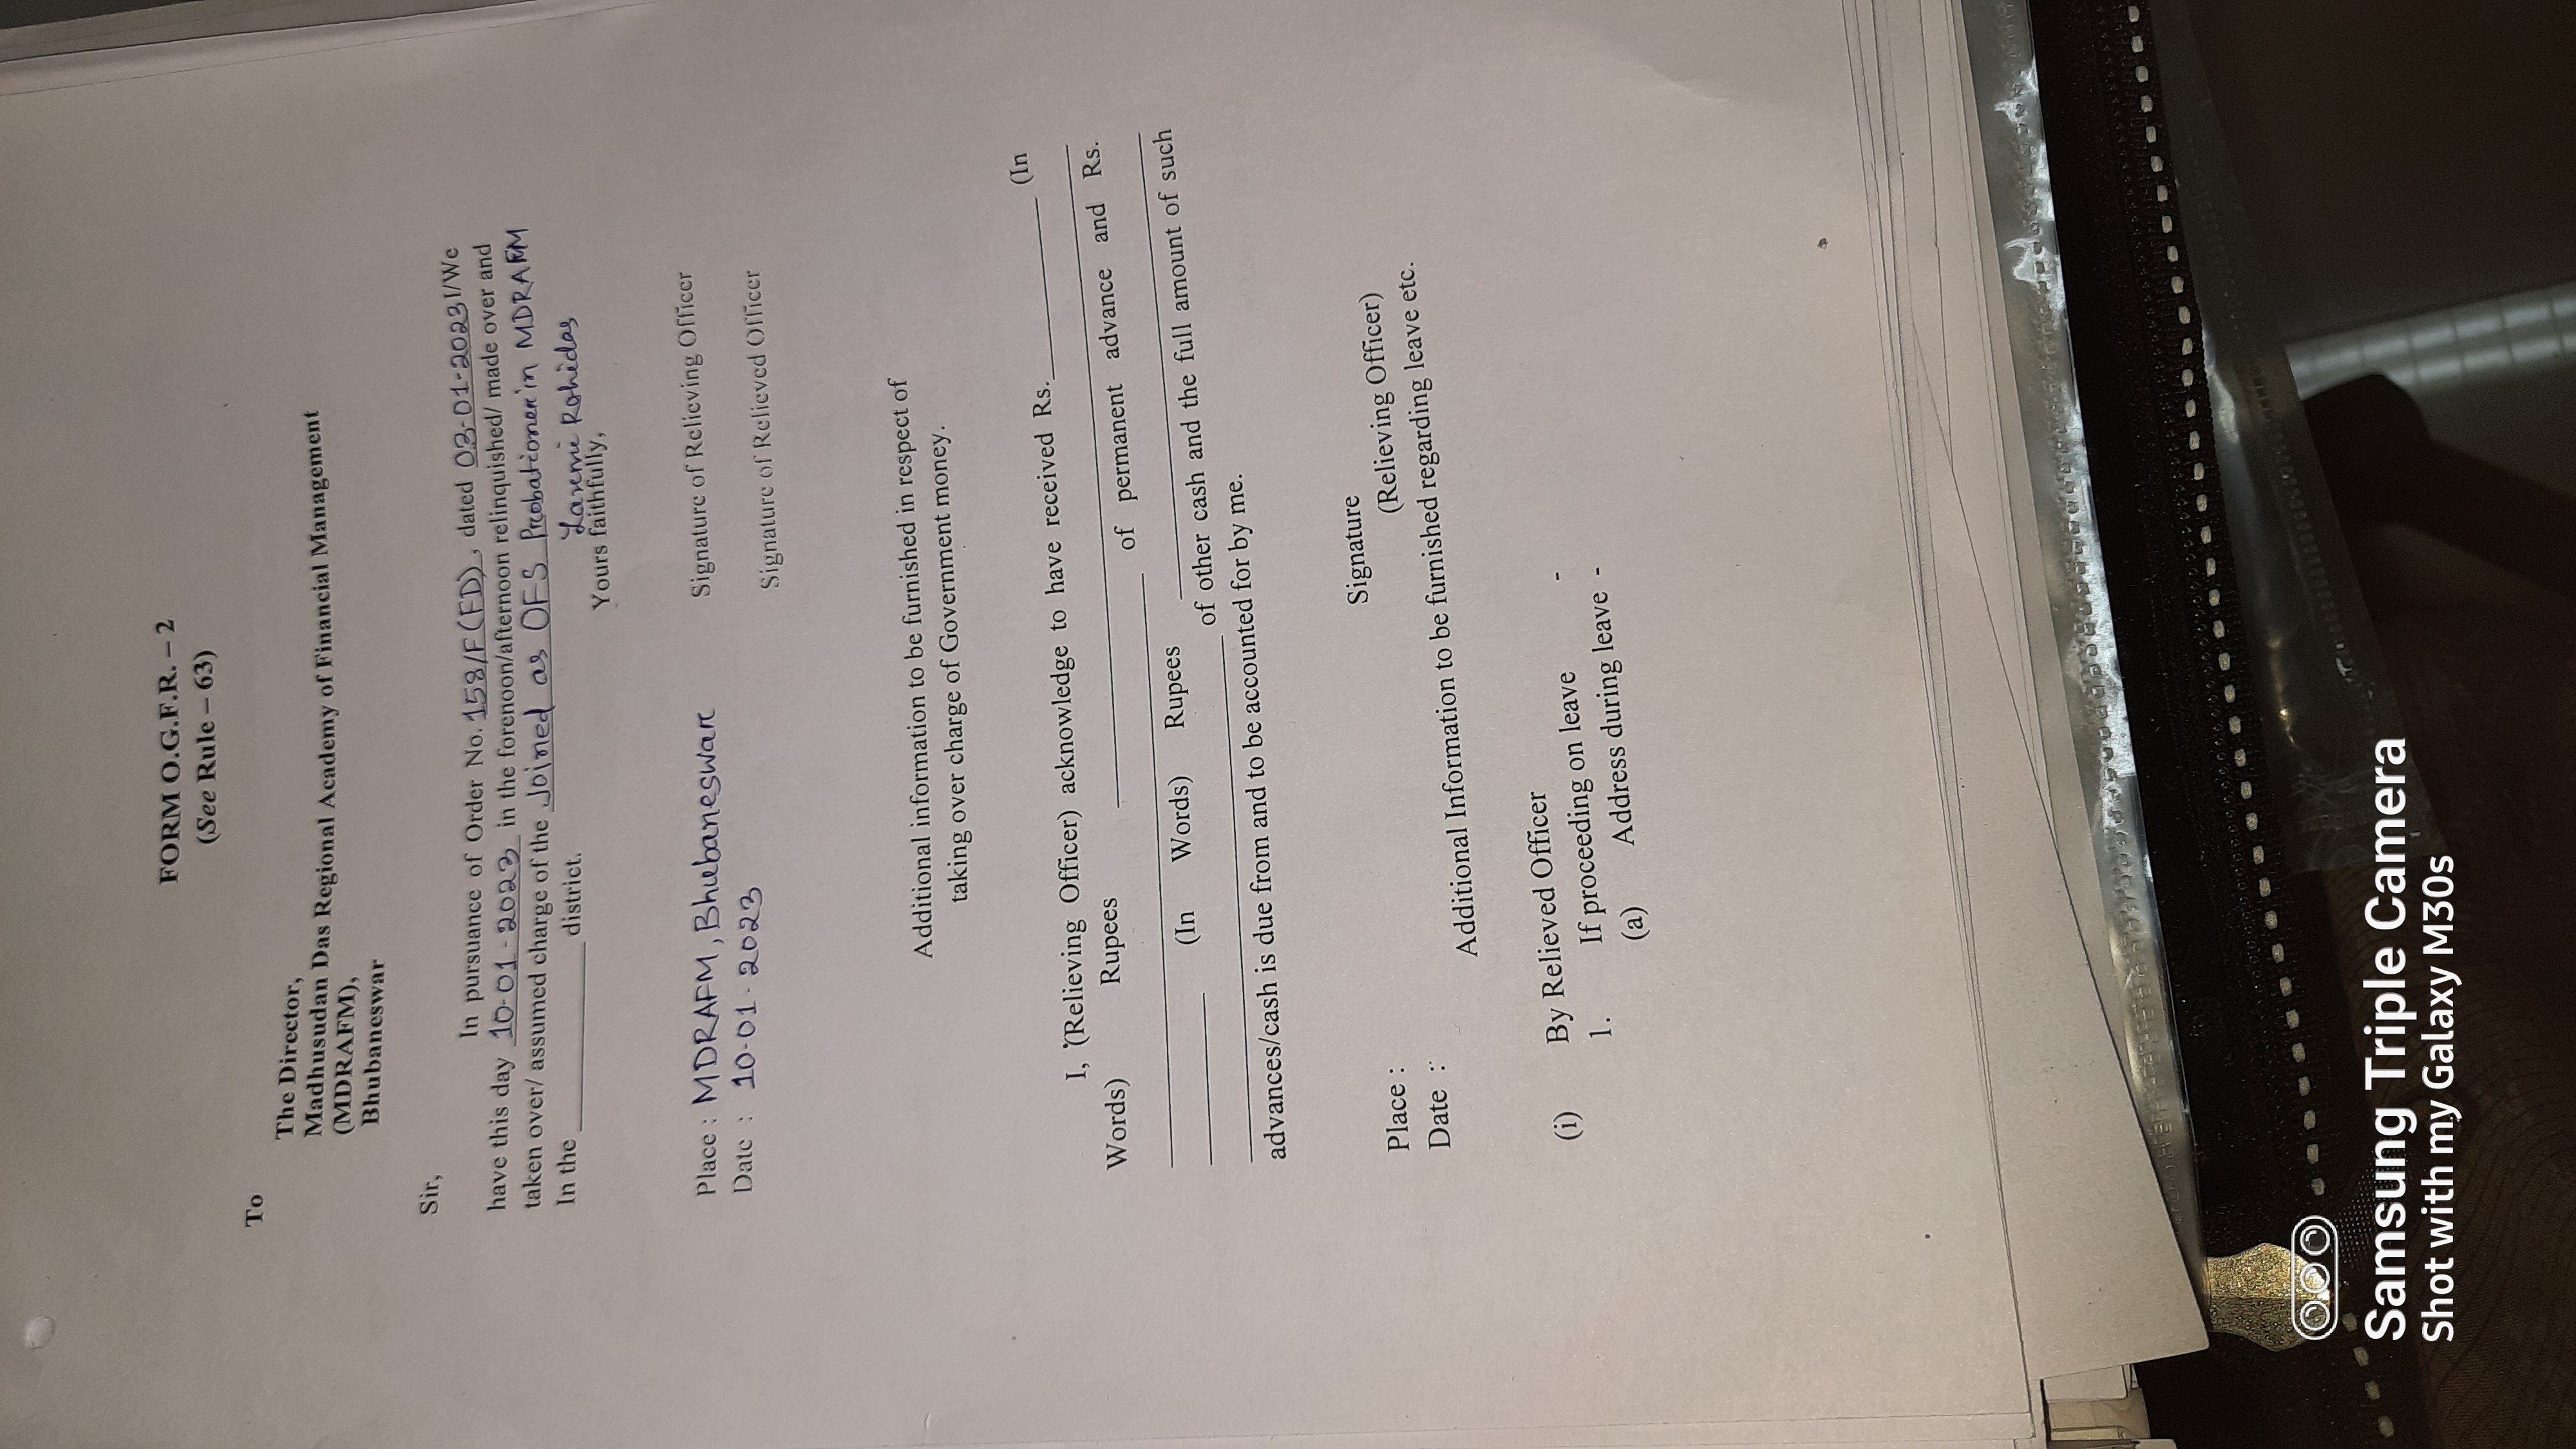 FORM O.G.F.R. – 2
(See Rule – 63)
To
The Director,
Madhusudan Das Regional Academy of Financial Management
(MDRAFM),
Bhubaneswar
Sir,
In pursuance of Order No. 158/F(FD), dated 03-01-2023 I/We
have this day 10-01-2023 in the forenoon/afternoon relinquished/ made over and
taken over/ assumed charge of the Joined as OFS Probationer in MDRAFM
In the ____________ district.
Rohidas
Yours faithfully,
Place : MDRAFM, Bhubaneswar
Signature of Relieving Officer
Date : 10-01-2023
Signature of Relieved Officer
Additional information to be furnished in respect of
taking over charge of Government money.
I, (Relieving Officer) acknowledge to have received Rs.____________ (In
Words) Rupees ____________
____________ of permanent advance and Rs.
____________ (In Words) Rupees ____________
____________ of other cash and the full amount of such
advances/cash is due from and to be accounted for by me.
Signature
Place :
(Relieving Officer)
Date :
Additional Information to be furnished regarding leave etc.
(i) By Relieved Officer
1. If proceeding on leave -
(a) Address during leave -
Samsung Triple Camera
Shot with my Galaxy M30s